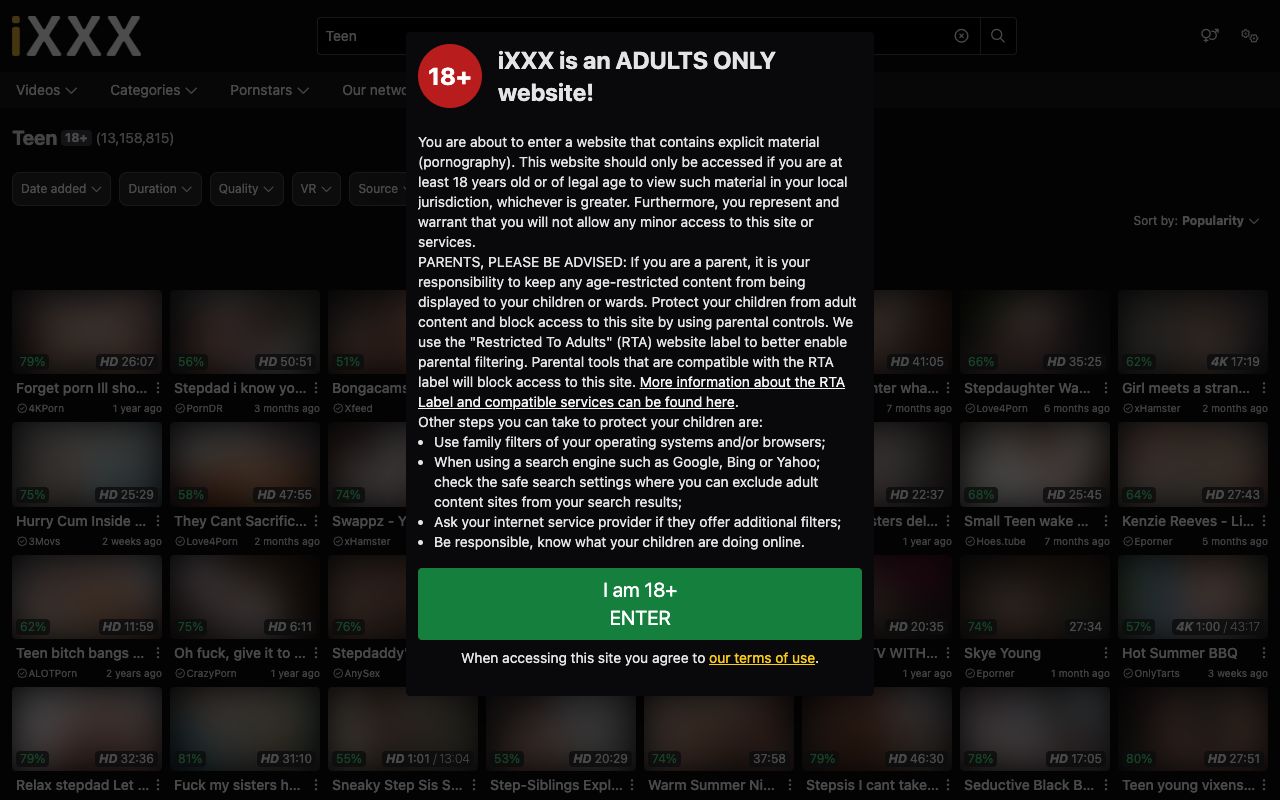 iXXX
Teen
Videos
Categories
Pornstars
Our netwo
Teen 18+ (13,158,815)
Date added
Duration
Quality
VR
Source
Sort by: Popularity
18+
iXXX is an ADULTS ONLY
website!
You are about to enter a website that contains explicit material
(pornography). This website should only be accessed if you are at
least 18 years old or of legal age to view such material in your local
jurisdiction, whichever is greater. Furthermore, you represent and
warrant that you will not allow any minor access to this site or
services.
PARENTS, PLEASE BE ADVISED: If you are a parent, it is your
responsibility to keep any age-restricted content from being
displayed to your children or wards. Protect your children from adult
content and block access to this site by using parental controls. We
use the "Restricted To Adults" (RTA) website label to better enable
parental filtering. Parental tools that are compatible with the RTA
label will block access to this site. More information about the RTA
Label and compatible services can be found here.
Other steps you can take to protect your children are:
• Use family filters of your operating systems and/or browsers;
• When using a search engine such as Google, Bing or Yahoo;
check the safe search settings where you can exclude adult
content sites from your search results;
• Ask your internet service provider if they offer additional filters;
• Be responsible, know what your children are doing online.
I am 18+
ENTER
When accessing this site you agree to our terms of use.
79% HD 26:07
56% HD 50:51
51%
HD 41:05
66% HD 35:25
62% 4K 17:19
Forget porn Ill sho...
Stepdad i know yo...
Bongacams
hter wha...
Stepdaughter Wa...
Girl meets a stran...
4KPorn 1 year ago
PornDR 3 months ago
Xfeed
7 months ago
Love4Porn 6 months ago
xHamster 2 months ago
75% HD 25:29
58% HD 47:55
74%
HD 22:37
68% HD 25:45
64% HD 27:43
Hurry Cum Inside ...
They Cant Sacrific...
Swappz - Y
sters del...
Small Teen wake ...
Kenzie Reeves - Li...
3Movs 2 weeks ago
Love4Porn 2 months ago
xHamster
1 year ago
Hoes.tube 7 months ago
Eporner 5 months ago
62% HD 11:59
75% HD 6:11
76%
HD 20:35
74% 27:34
57% 4K 1:00 / 43:17
Teen bitch bangs ...
Oh fuck, give it to ...
Stepdaddy'
TV WITH...
Skye Young
Hot Summer BBQ
ALOTPorn 2 years ago
CrazyPorn 1 year ago
AnySex
1 year ago
Eporner 1 month ago
OnlyTarts 3 weeks ago
79% HD 32:36
81% HD 31:10
55% HD 1:01 / 13:04
53% HD 20:29
74% 37:58
79% HD 46:30
78% HD 17:05
80% HD 27:51
Relax stepdad Let ...
Fuck my sisters h...
Sneaky Step Sis S...
Step-Siblings Expl...
Warm Summer Ni...
Stepsis I cant take...
Seductive Black B...
Teen young vixens...